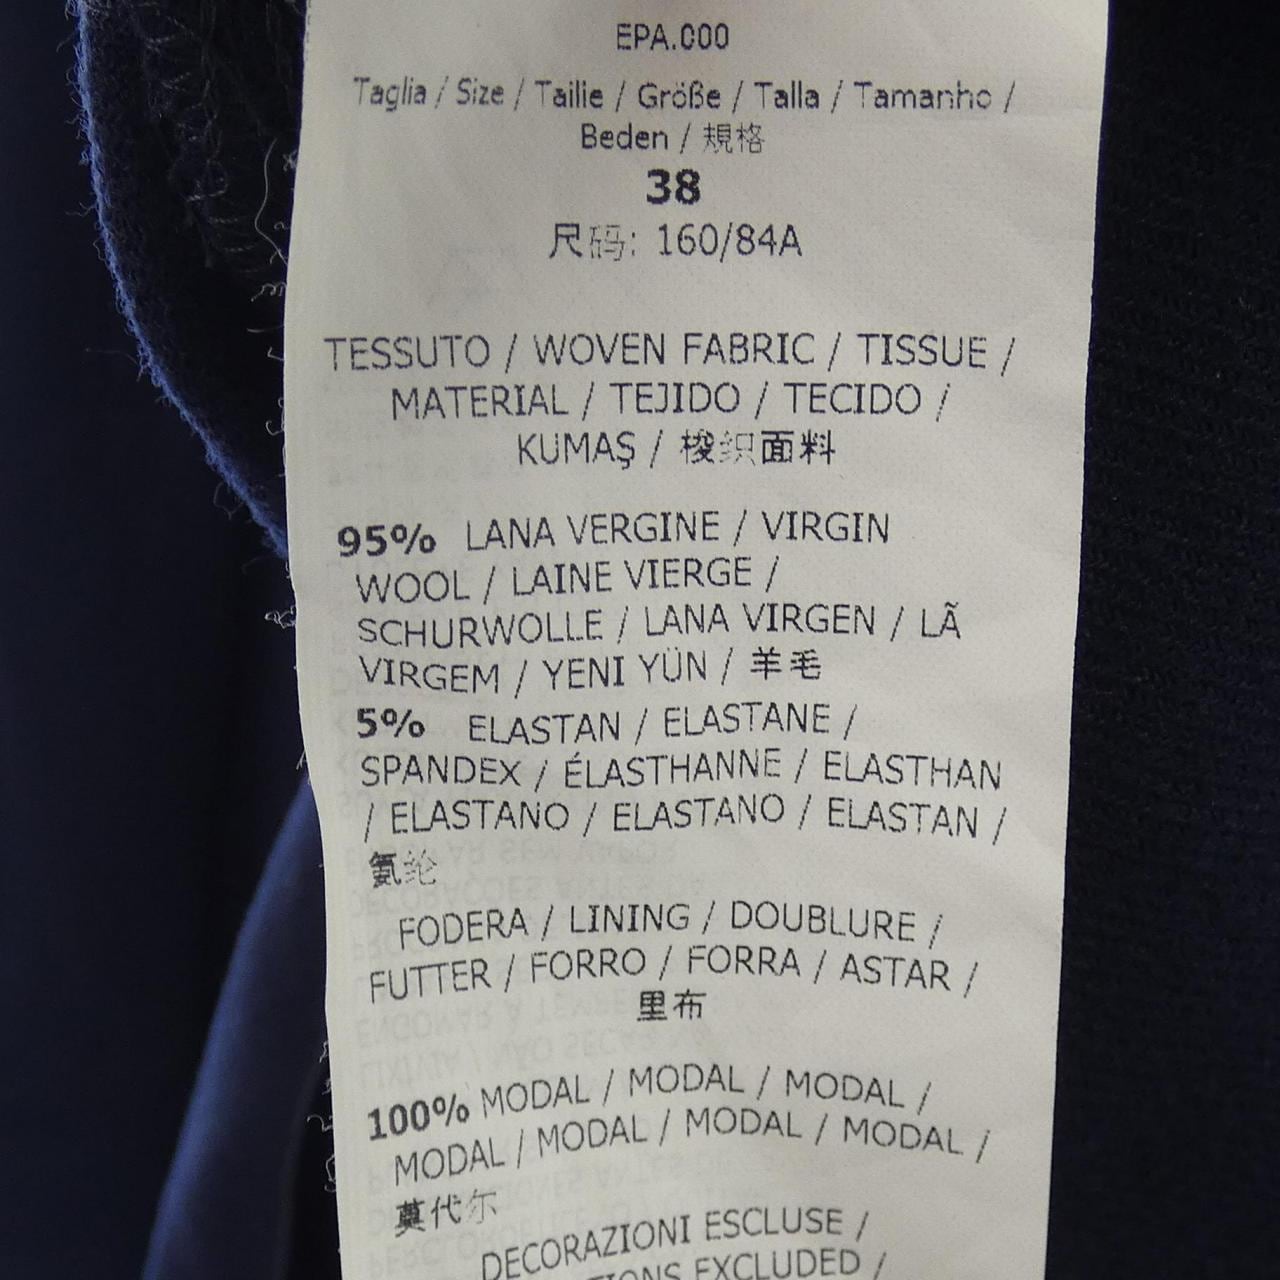 EPA.000
Taglia / Size / Tailie / Größe / Talla / Tamanho /
Beden / 規格
38
尺码: 160/84A
TESSUTO / WOVEN FABRIC / TISSUE /
MATERIAL / TEJIDO / TECIDO /
KUMAŞ / 梭织面料
95% LANA VERGINE / VIRGIN
WOOL / LAINE VIERGE /
SCHURWOLLE / LANA VIRGEN / LÃ
VIRGEM / YENI YÜN / 羊毛
5% ELASTAN / ELASTANE /
SPANDEX / ÉLASTHANNE / ELASTHAN
/ ELASTANO / ELASTANO / ELASTAN /
氨纶
FODERA / LINING / DOUBLURE /
FUTTER / FORRO / FORRA / ASTAR /
里布
100% MODAL / MODAL / MODAL /
MODAL / MODAL / MODAL / MODAL /
莫代尔
DECORAZIONI ESCLUSE /
EXCLUDED /